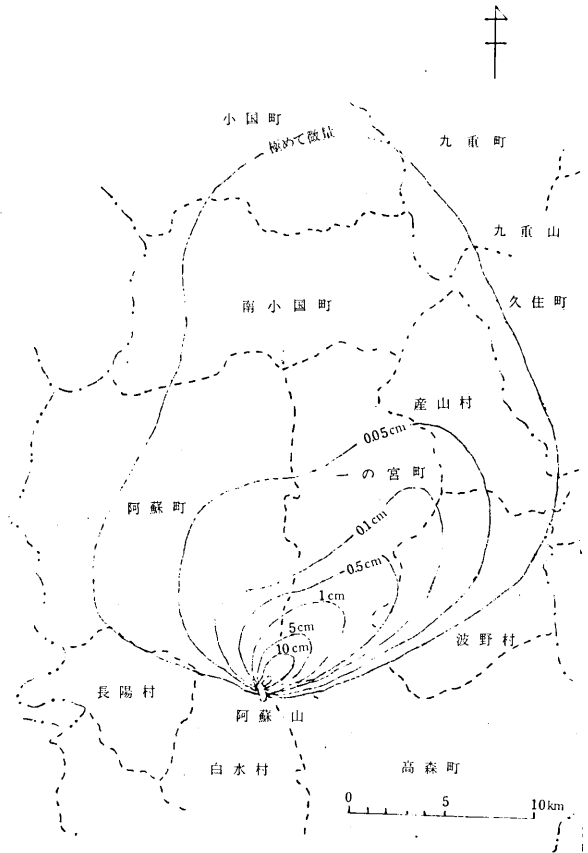 小国町
極めて微量
九重町
九重山
南小国町
久住町
産山村
0.05cm
一の宮町
阿蘇町
0.1cm
0.5cm
1cm
5cm
10cm
波野村
長陽村
阿蘇山
白水村
高森町
0 5 10km